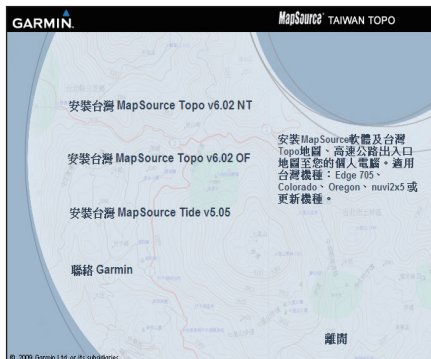 GARMIN.
MapSource® TAIWAN TOPO
安裝台灣 MapSource Topo v6.02 NT
安裝MapSource軟體及台灣
Topo地圖、高速公路出入口
地圖至您的個人電腦。適用
台灣機種：Edge 705、
Colorado、Oregon、nuvi2x5 或
更新機種。
安裝台灣 MapSource Topo v6.02 OF
安裝台灣 MapSource Tide v5.05
聯絡 Garmin
離開
© 2009 Garmin Ltd. or its subsidiaries